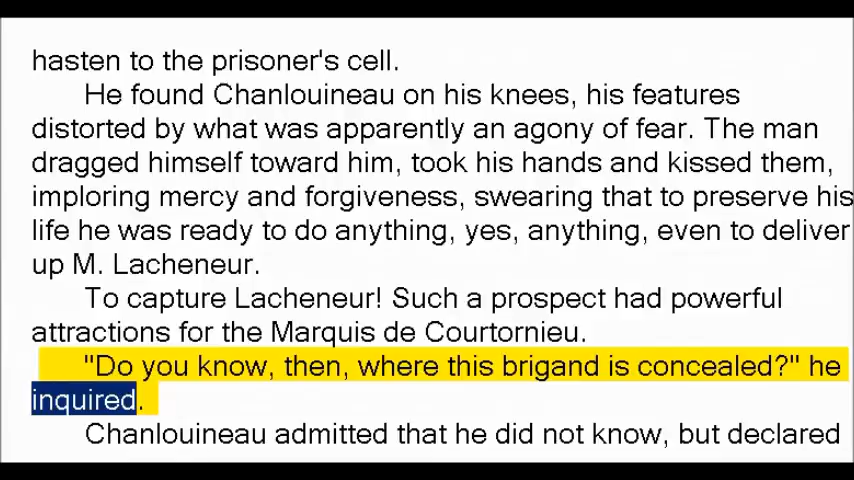 hasten to the prisoner's cell.
He found Chanlouineau on his knees, his features
distorted by what was apparently an agony of fear. The man
dragged himself toward him, took his hands and kissed them,
imploring mercy and forgiveness, swearing that to preserve his
life he was ready to do anything, yes, anything, even to deliver
up M. Lacheneur.
To capture Lacheneur! Such a prospect had powerful
attractions for the Marquis de Courtornieu.
"Do you know, then, where this brigand is concealed?" he
inquired.
Chanlouineau admitted that he did not know, but declared